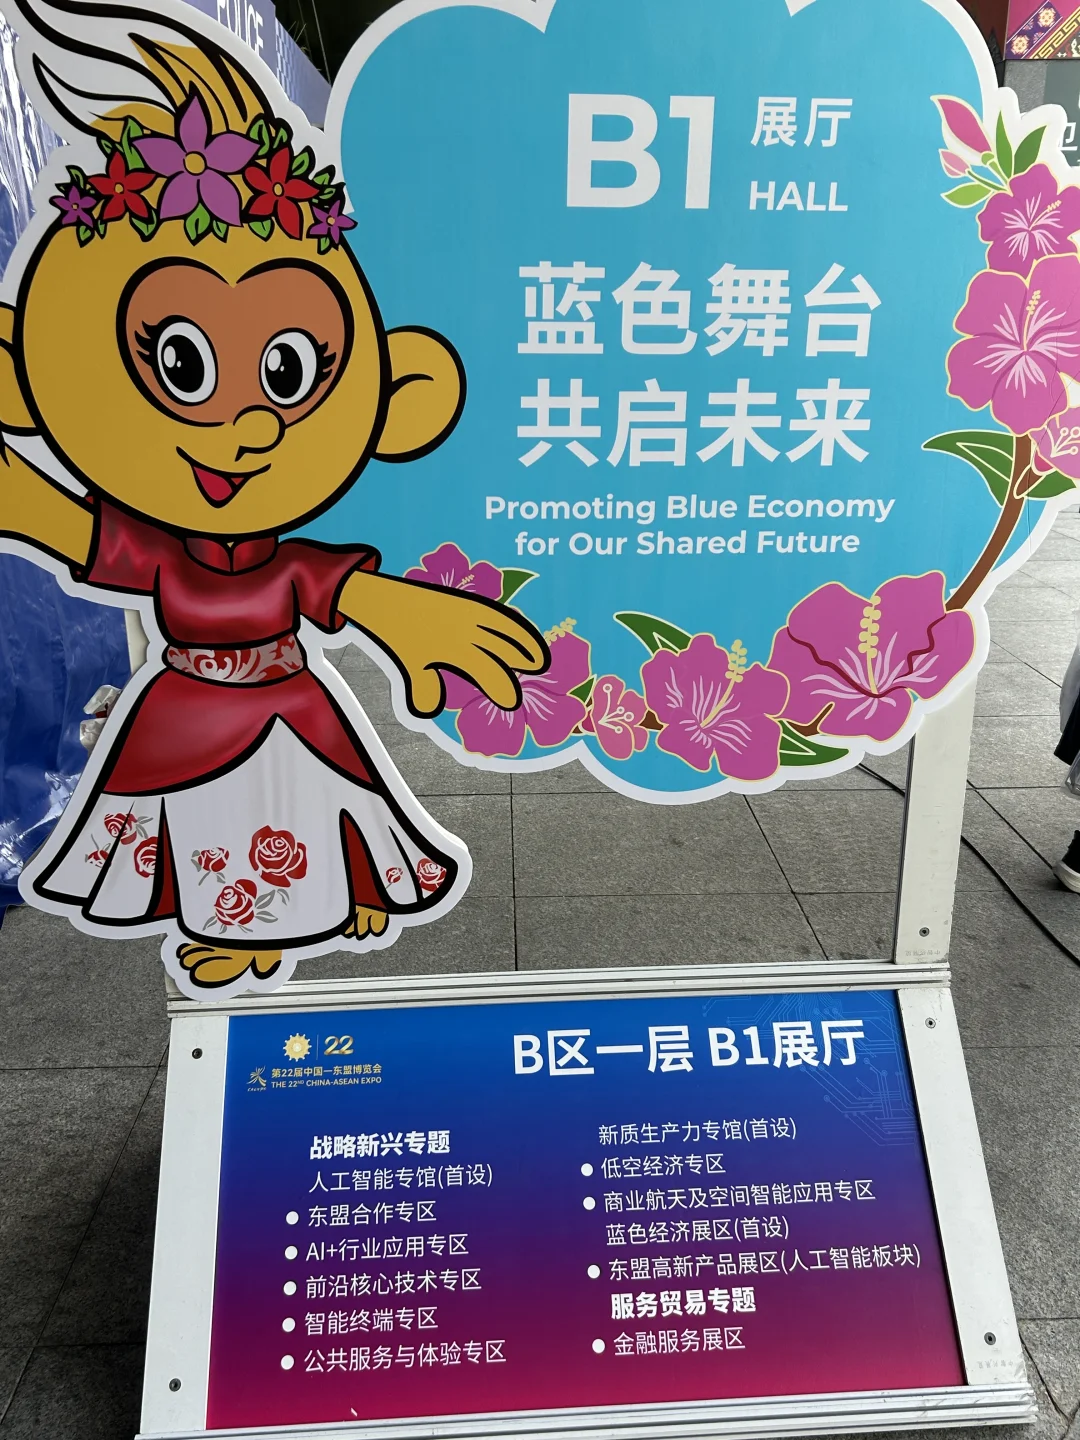 POLICE
B1 展厅
HALL
蓝色舞台
共启未来
Promoting Blue Economy
for Our Shared Future
22
第22届中国—东盟博览会
THE 22ND CHINA-ASEAN EXPO
B区一层 B1展厅
战略新兴专题
人工智能专馆(首设)
● 东盟合作专区
● AI+行业应用专区
● 前沿核心技术专区
● 智能终端专区
● 公共服务与体验专区
新质生产力专馆(首设)
● 低空经济专区
● 商业航天及空间智能应用专区
蓝色经济展区(首设)
● 东盟高新产品展区(人工智能板块)
服务贸易专题
● 金融服务展区